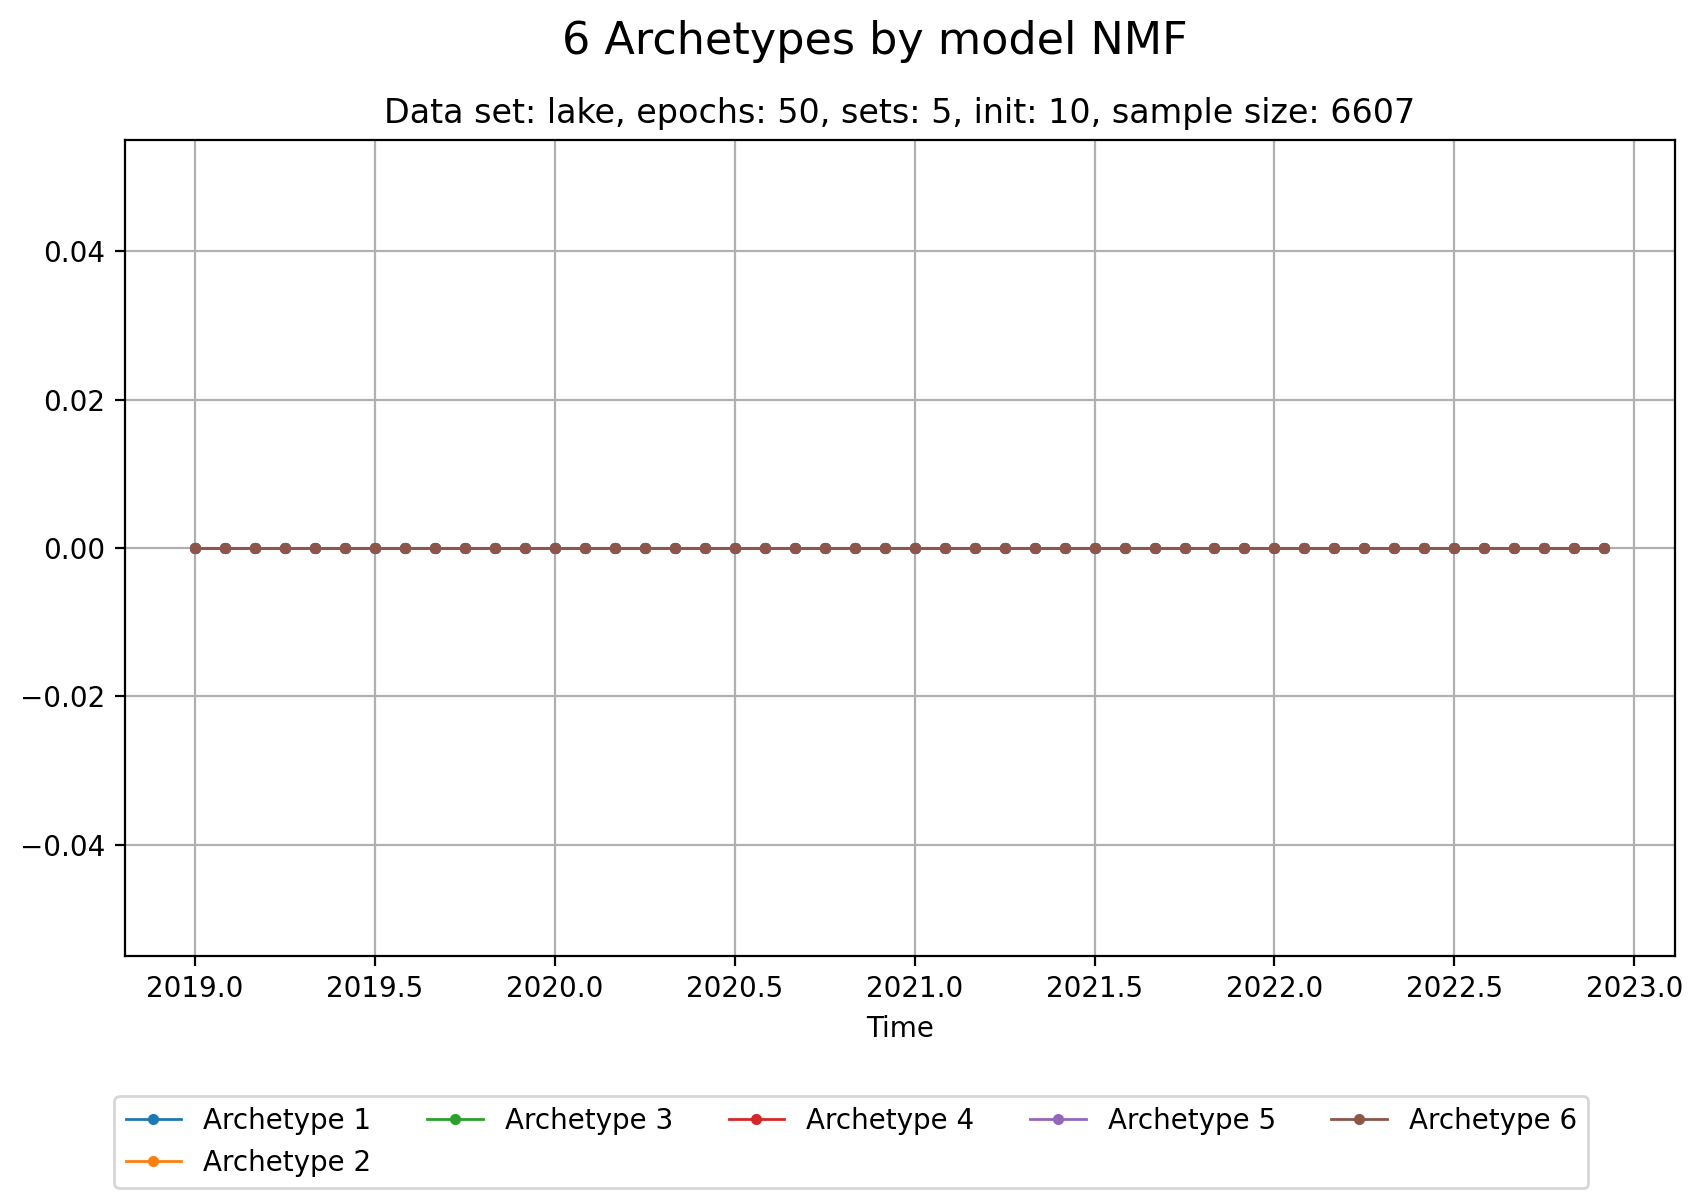 6 Archetypes by model NMF
Data set: lake, epochs: 50, sets: 5, init: 10, sample size: 6607
0.04
0.02
0.00
−0.02
−0.04
2019.0 2019.5 2020.0 2020.5 2021.0 2021.5 2022.0 2022.5 2023.0
Time
Archetype 1 Archetype 3 Archetype 4 Archetype 5 Archetype 6
Archetype 2